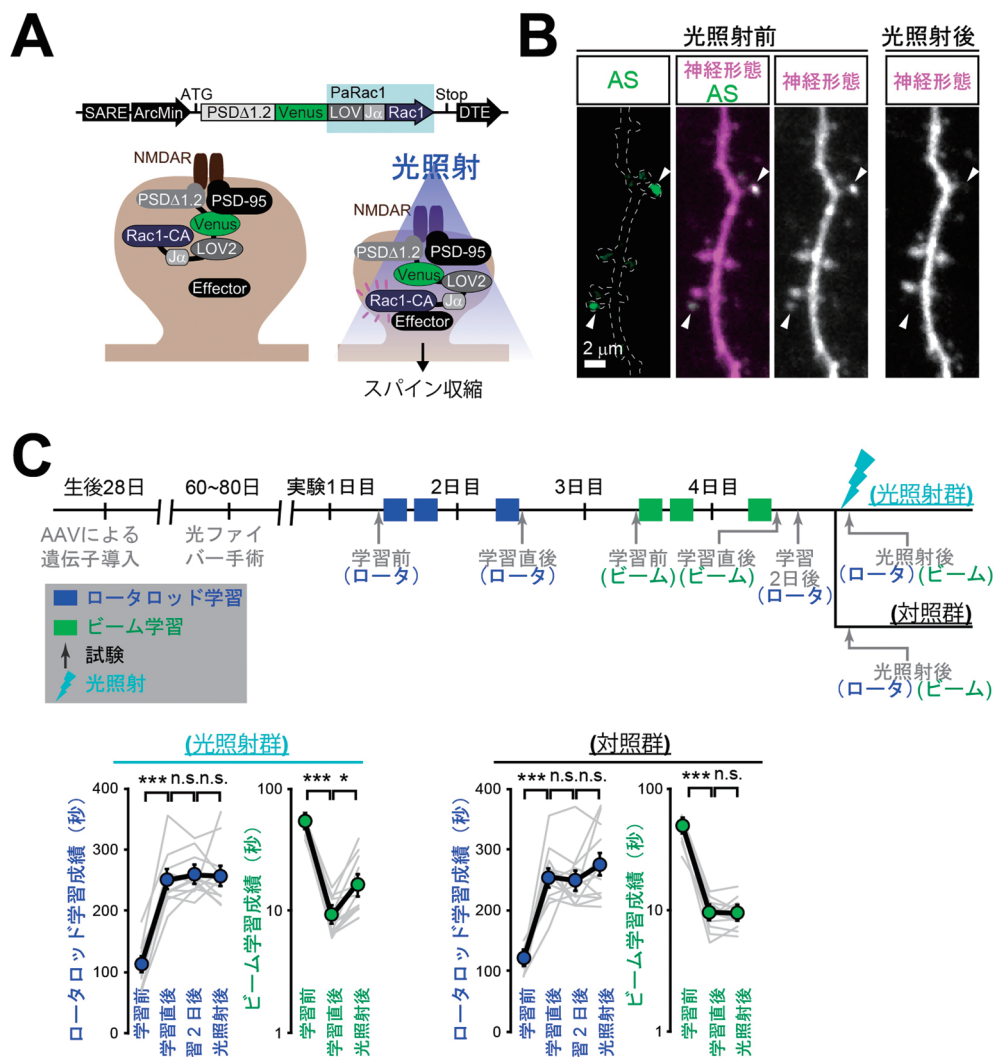 A
SARE ArcMin ATG PSDΔ1.2 Venus PaRac1 LOV Jα Rac1 Stop DTE
NMDAR
PSDΔ1.2 PSD-95
Venus
Rac1-CA LOV2
Jα
Effector
光照射
NMDAR
PSDΔ1.2 PSD-95
Venus
LOV2
Rac1-CA Jα
Effector
スパイン収縮
B
光照射前 光照射後
AS
神経形態
AS
神経形態
神経形態
2 μm
C
生後28日 60~80日 実験1日目 2日目 3日目 4日目
(光照射群)
AAVによる
遺伝子導入
光ファイ
バー手術
学習前
(ロータ)
学習直後
(ロータ)
学習前
(ビーム)
学習直後
(ビーム)
学習
2日後
(ロータ)
光照射後
(ロータ) (ビーム)
(対照群)
光照射後
(ロータ) (ビーム)
ロータロッド学習
ビーム学習
試験
光照射
(光照射群)
ロータロッド学習成績（秒）
400
300
200
100
0
*** n.s. n.s.
学習前
学習直後
習２日後
光照射後
ビーム学習成績（秒）
100
10
1
*** *
学習前
学習直後
光照射後
(対照群)
ロータロッド学習成績（秒）
400
300
200
100
0
*** n.s. n.s.
学習前
学習直後
習２日後
光照射後
ビーム学習成績（秒）
100
10
1
*** n.s.
学習前
学習直後
光照射後